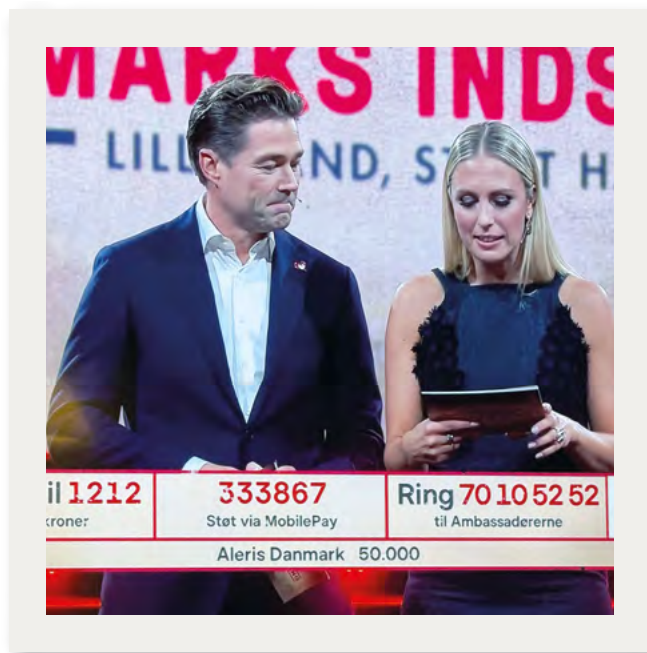 MARKS INDS
LILL ND, ST T H
il 1212
kroner
333867
Støt via MobilePay
Ring 70 10 52 52
til Ambassadørerne
Aleris Danmark 50.000